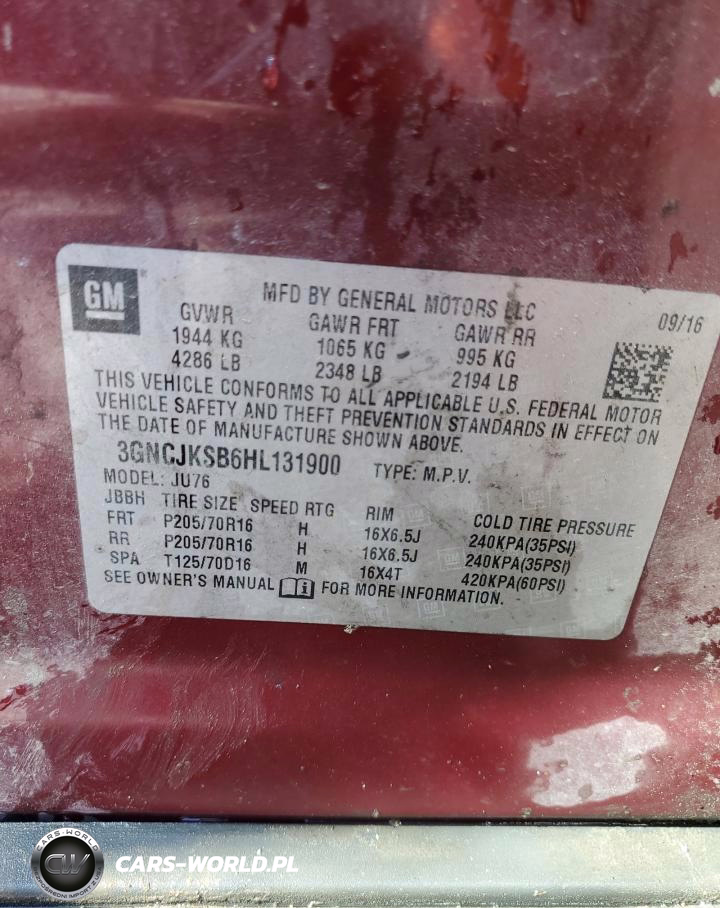 GM
MFD BY GENERAL MOTORS LLC
09/16
GVWR GAWR FRT GAWR RR
1944 KG 1065 KG 995 KG
4286 LB 2348 LB 2194 LB
THIS VEHICLE CONFORMS TO ALL APPLICABLE U.S. FEDERAL MOTOR
VEHICLE SAFETY AND THEFT PREVENTION STANDARDS IN EFFECT ON
THE DATE OF MANUFACTURE SHOWN ABOVE.
3GNCJKSB6HL131900 TYPE: M.P.V.
MODEL: JU76
JBBH TIRE SIZE SPEED RTG RIM COLD TIRE PRESSURE
FRT P205/70R16 H 16X6.5J 240KPA(35PSI)
RR P205/70R16 H 16X6.5J 240KPA(35PSI)
SPA T125/70D16 M 16X4T 420KPA(60PSI)
SEE OWNER'S MANUAL FOR MORE INFORMATION.
CARS-WORLD
CW
CARS-WORLD.PL